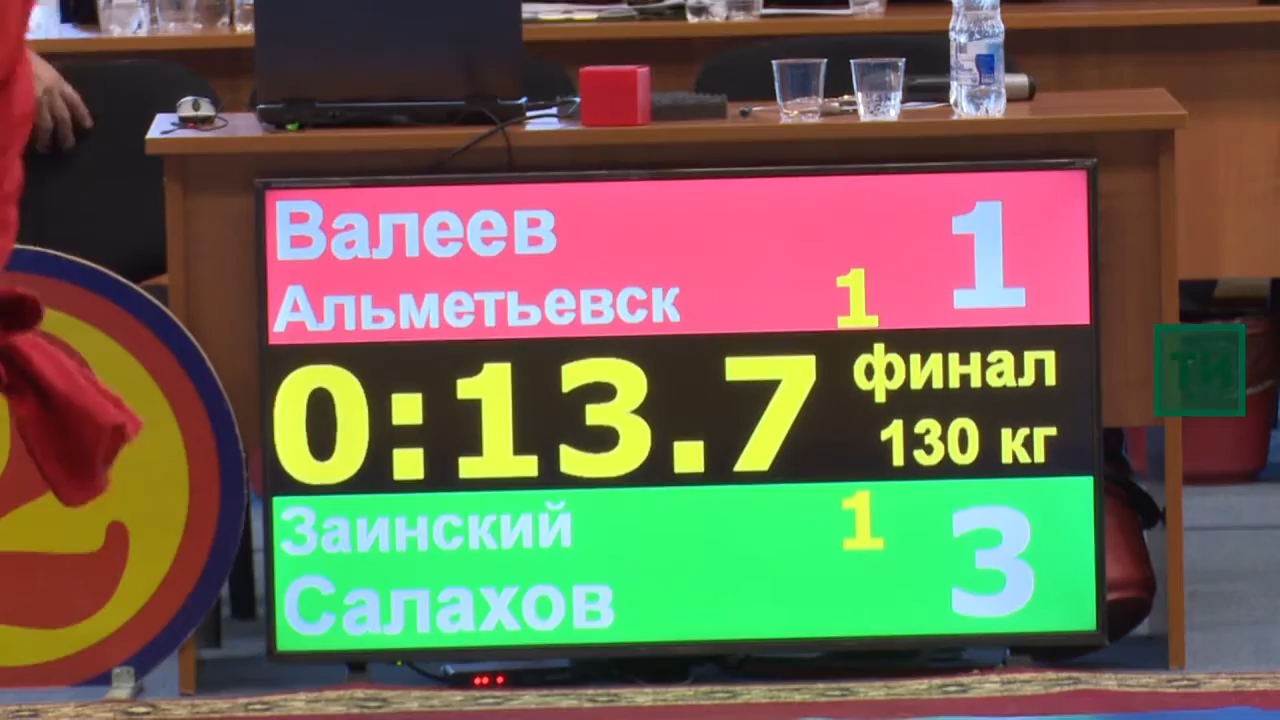 Валеев
1
Альметьевск
1
0:13.7
финал
130 кг
Заинский
1
Салахов
3
ТИ